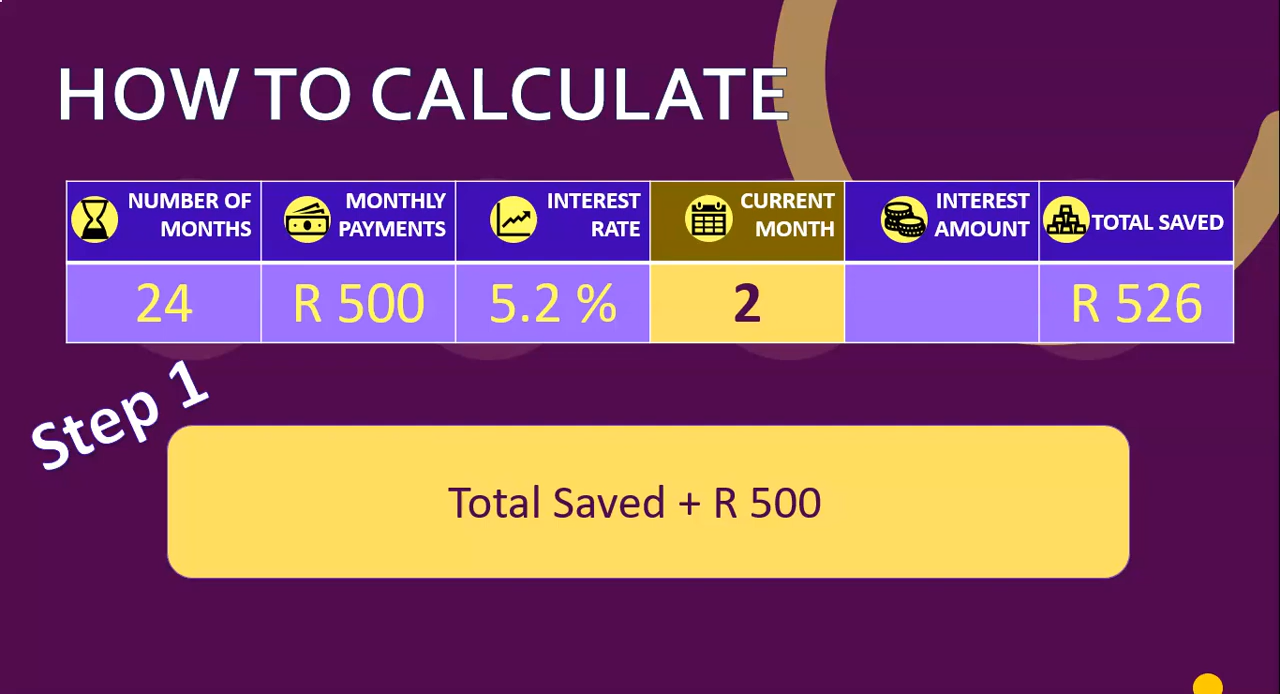 HOW TO CALCULATE
NUMBER OF
MONTHS
MONTHLY
PAYMENTS
INTEREST
RATE
CURRENT
MONTH
INTEREST
AMOUNT
TOTAL SAVED
24
R 500
5.2 %
2
R 526
Step 1
Total Saved + R 500